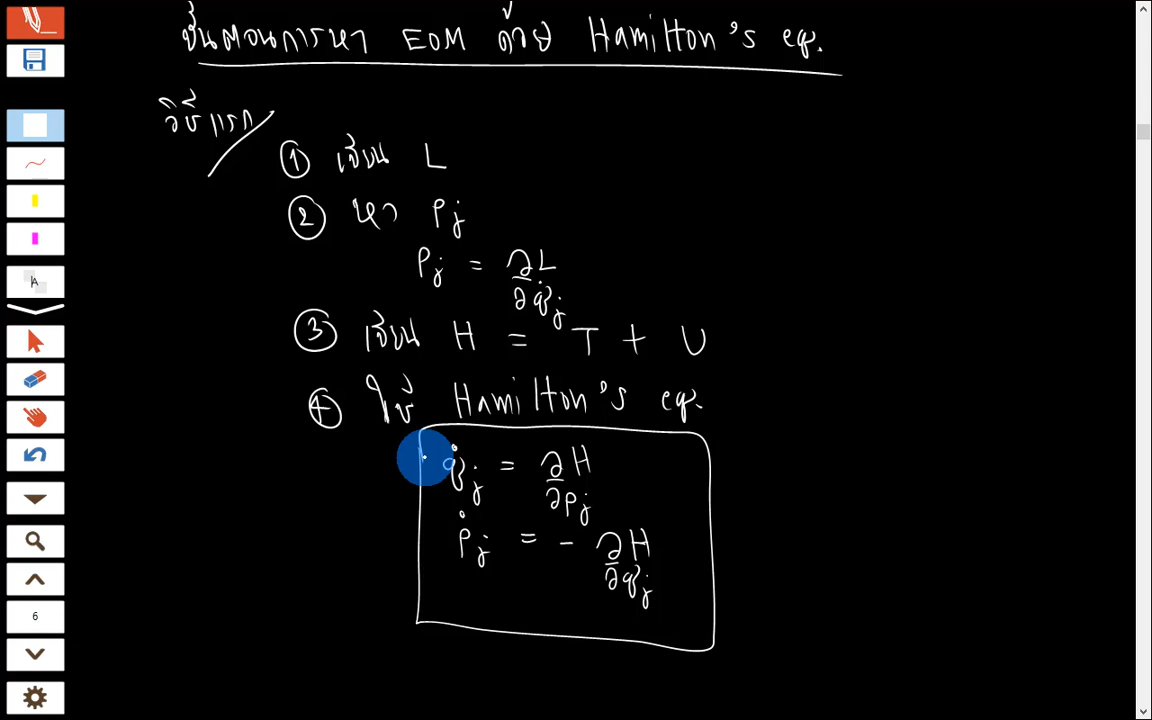 ขั้นตอนการหา EOM ด้วย Hamilton's eq.
วิธีแรก
① เขียน L
② หา Pj
Pj = ∂L/∂q̇j
③ เขียน H = T + U
④ ใช้ Hamilton's eq.
q̇j = ∂H/∂Pj
Ṗj = - ∂H/∂qj
A
6